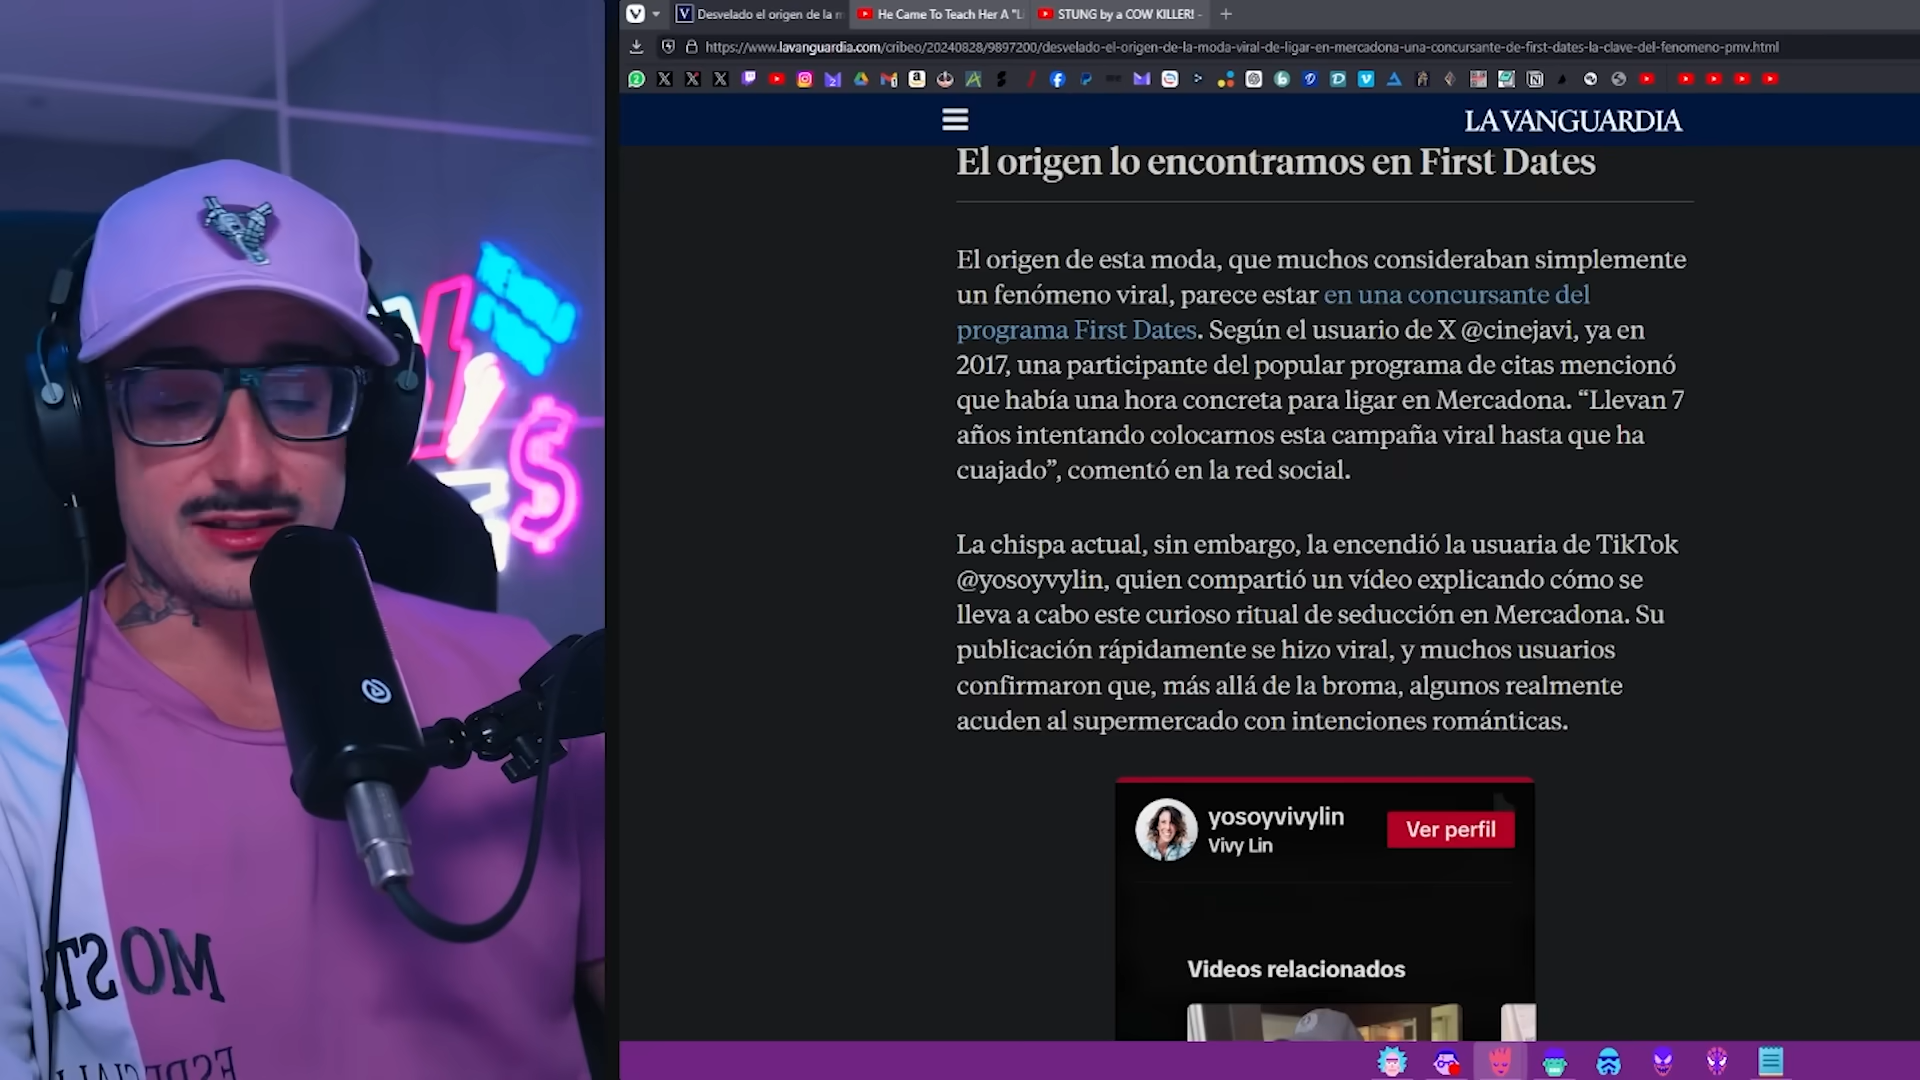 Desvelado el origen de la m
He Came To Teach Her A "L
STUNG by a COW KILLER! -
https://www.lavanguardia.com/cribeo/20240828/9897200/desvelado-el-origen-de-la-moda-viral-de-ligar-en-mercadona-una-concursante-de-first-dates-la-clave-del-fenomeno-pmv.html
LA VANGUARDIA
El origen lo encontramos en First Dates
El origen de esta moda, que muchos consideraban simplemente
un fenómeno viral, parece estar en una concursante del
programa First Dates. Según el usuario de X @cinejavi, ya en
2017, una participante del popular programa de citas mencionó
que había una hora concreta para ligar en Mercadona. “Llevan 7
años intentando colocarnos esta campaña viral hasta que ha
cuajado”, comentó en la red social.
La chispa actual, sin embargo, la encendió la usuaria de TikTok
@yosoyvylin, quien compartió un vídeo explicando cómo se
lleva a cabo este curioso ritual de seducción en Mercadona. Su
publicación rápidamente se hizo viral, y muchos usuarios
confirmaron que, más allá de la broma, algunos realmente
acuden al supermercado con intenciones románticas.
yosoyvivylin
Ver perfil
Vivy Lin
Videos relacionados
MOST